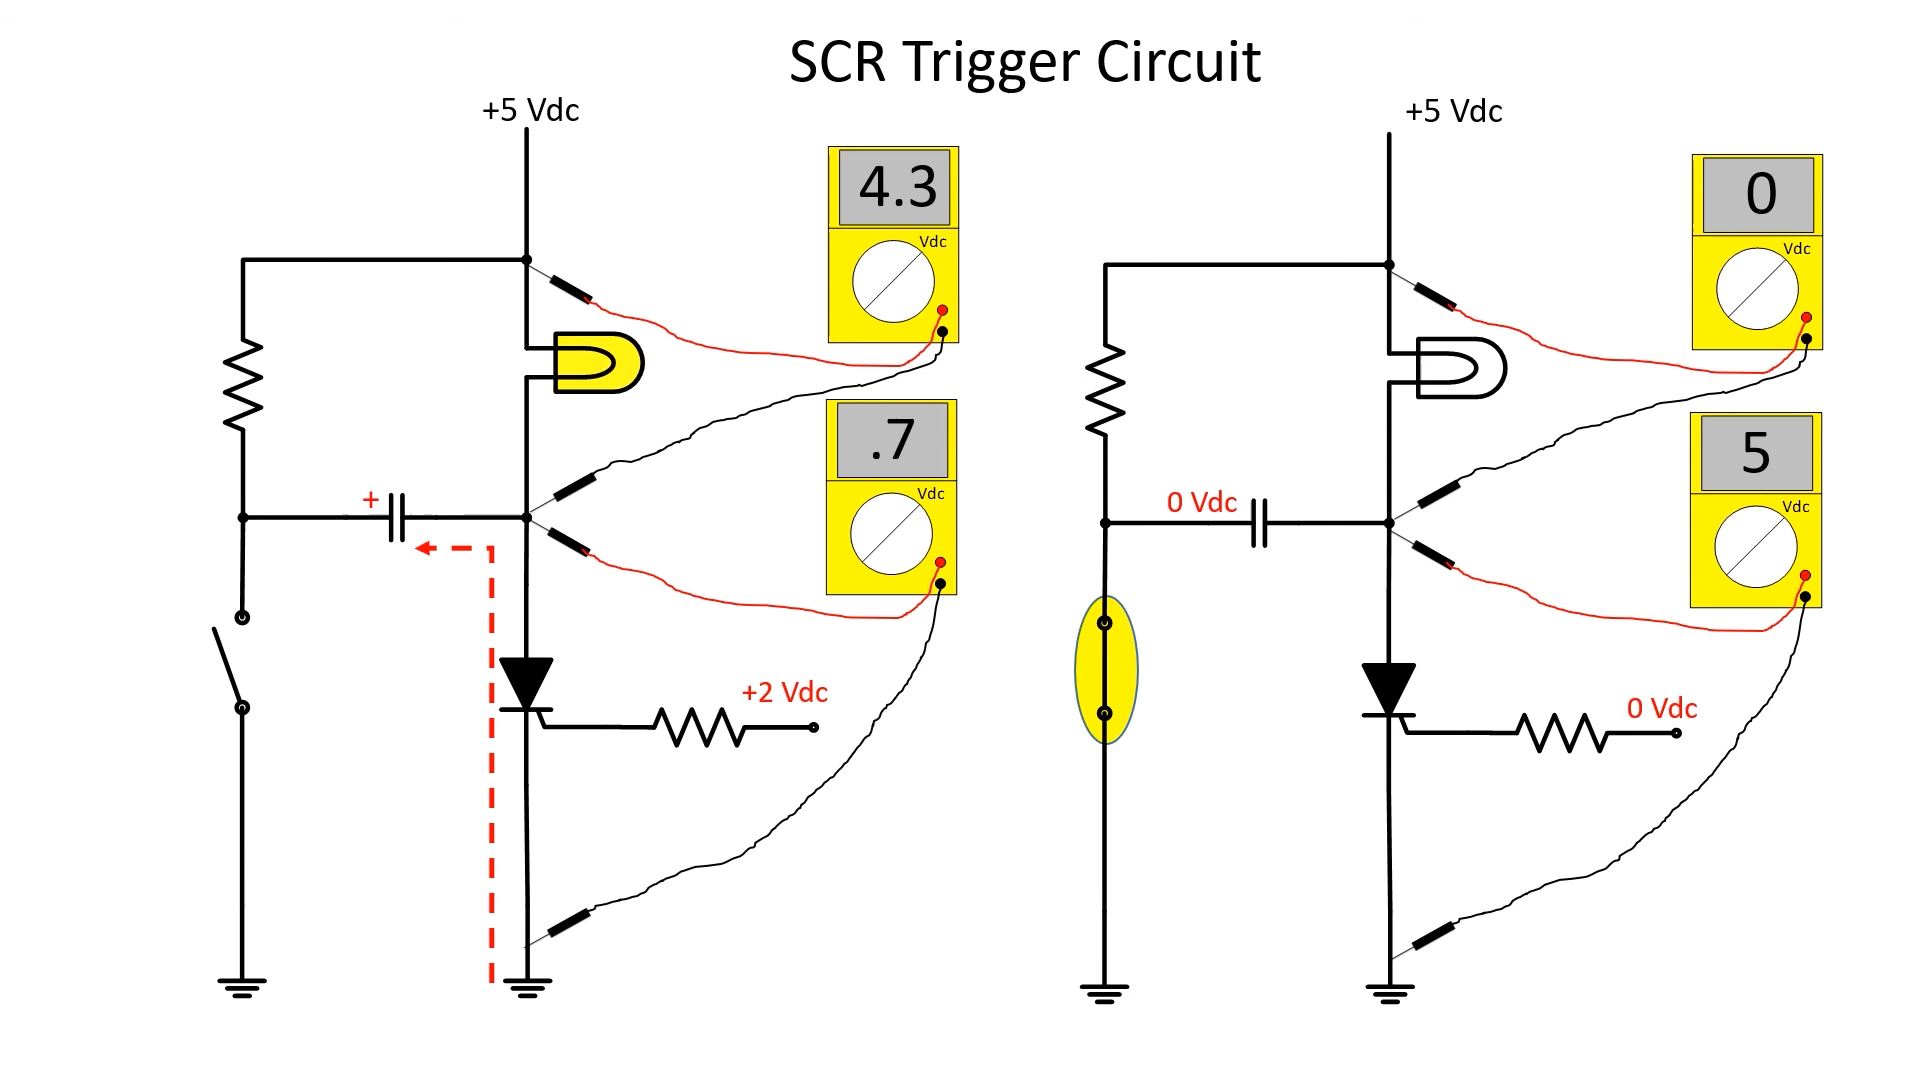 SCR Trigger Circuit
+5 Vdc
4.3
Vdc
.7
Vdc
+
+2 Vdc
+5 Vdc
0
Vdc
5
Vdc
0 Vdc
0 Vdc